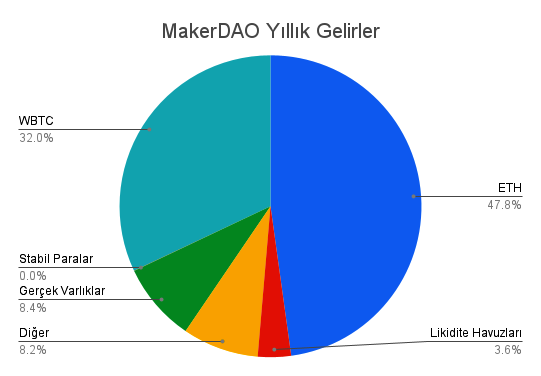 MakerDAO Yıllık Gelirler
WBTC
32.0%
ETH
47.8%
Stabil Paralar
0.0%
Gerçek Varlıklar
8.4%
Diğer
8.2%
Likidite Havuzları
3.6%